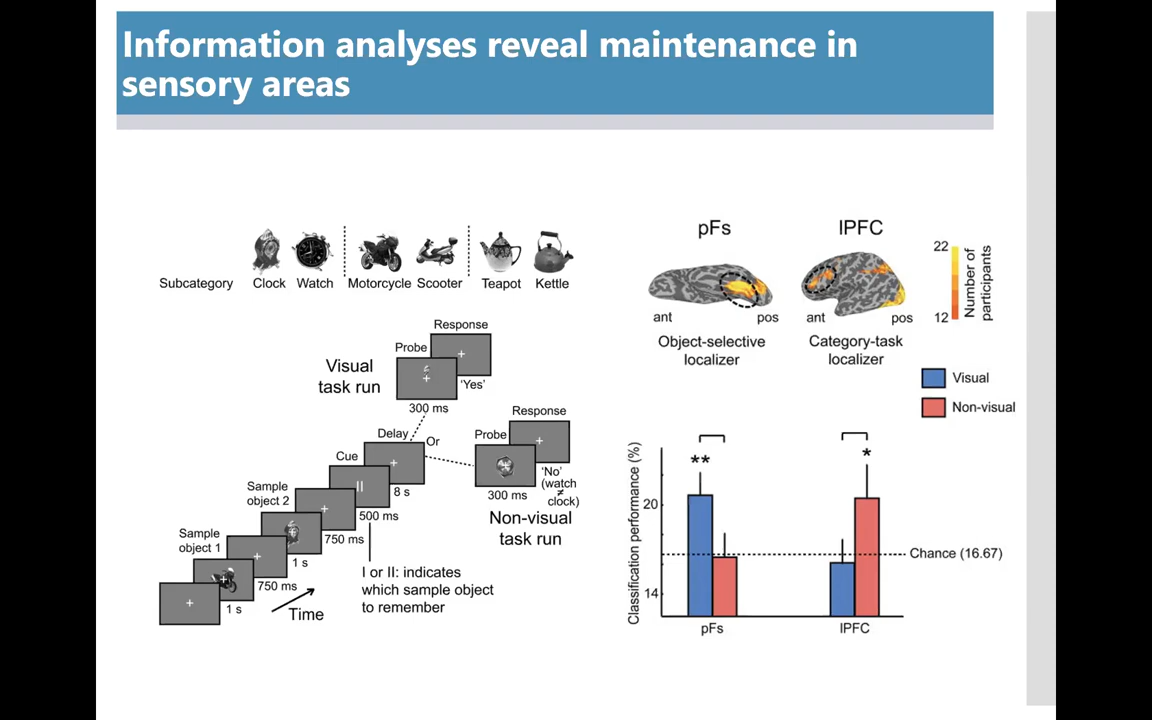 Information analyses reveal maintenance in
sensory areas
Subcategory
Clock
Watch
Motorcycle
Scooter
Teapot
Kettle
Response
Probe
Visual
task run
'Yes'
300 ms
Response
Delay
Or
Probe
Cue
'No'
(watch
≠
clock)
8 s
300 ms
Sample
object 2
500 ms
Non-visual
task run
Sample
object 1
750 ms
1 s
I or II: indicates
which sample object
to remember
750 ms
1 s
Time
pFs
lPFC
22
12
Number of
participants
ant
pos
ant
pos
Object-selective
localizer
Category-task
localizer
Visual
Non-visual
Classification performance (%)
**
*
20
14
Chance (16.67)
pFs
lPFC